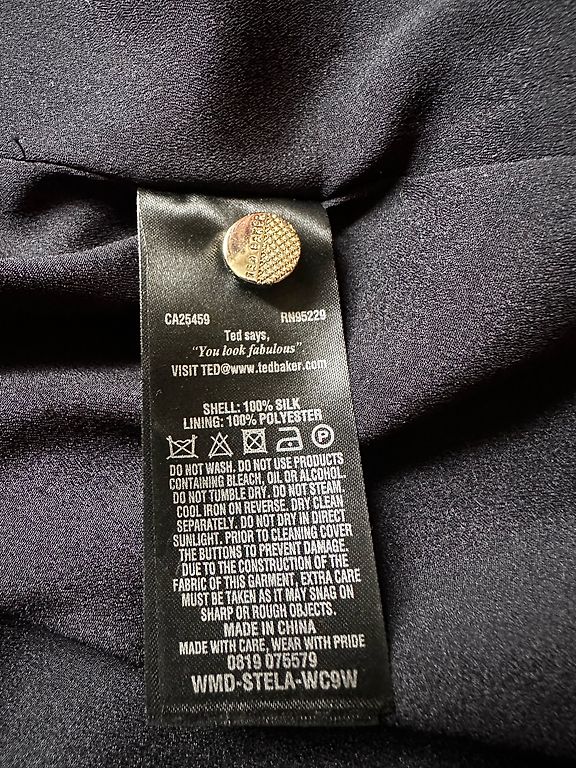 TED BAKER
CA25459 RN95229
Ted says,
"You look fabulous".
VISIT TED@www.tedbaker.com
SHELL: 100% SILK
LINING: 100% POLYESTER
P
DO NOT WASH. DO NOT USE PRODUCTS
CONTAINING BLEACH, OIL OR ALCOHOL.
DO NOT TUMBLE DRY. DO NOT STEAM
COOL IRON ON REVERSE. DRY CLEAN
SEPARATELY. DO NOT DRY IN DIRECT
SUNLIGHT. PRIOR TO CLEANING COVER
THE BUTTONS TO PREVENT DAMAGE.
DUE TO THE CONSTRUCTION OF THE
FABRIC OF THIS GARMENT, EXTRA CARE
MUST BE TAKEN AS IT MAY SNAG ON
SHARP OR ROUGH OBJECTS.
MADE IN CHINA
MADE WITH CARE, WEAR WITH PRIDE
0819 075579
WMD-STELA-WC9W